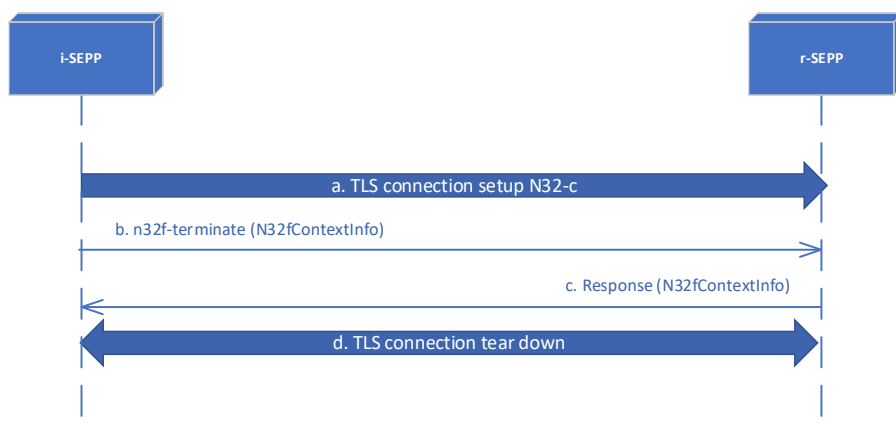 i-SEPP
r-SEPP
a. TLS connection setup N32-c
b. n32f-terminate (N32fContextInfo)
c. Response (N32fContextInfo)
d. TLS connection tear down